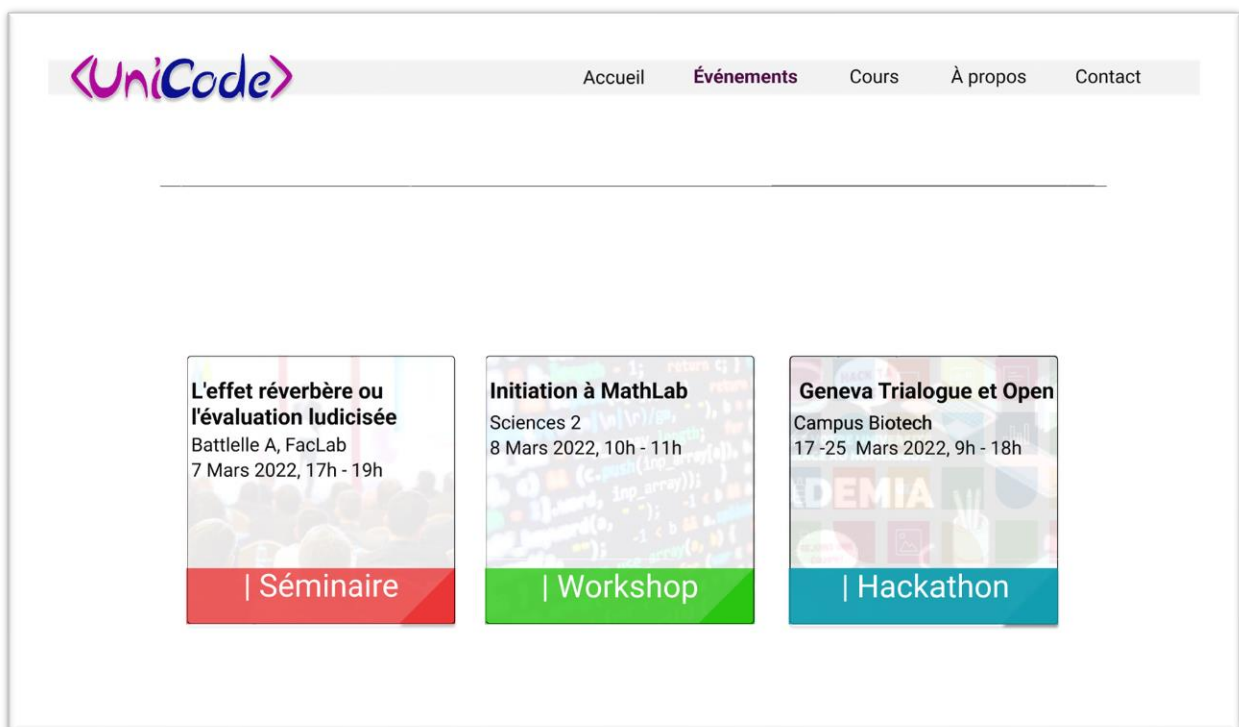 <UniCode>
Accueil Événements Cours À propos Contact
L'effet réverbère ou
l'évaluation ludicisée
Battlelle A, FacLab
7 Mars 2022, 17h - 19h
| Séminaire
Initiation à MathLab
Sciences 2
8 Mars 2022, 10h - 11h
| Workshop
Geneva Trialogue et Open
Campus Biotech
17 -25 Mars 2022, 9h - 18h
DEMIA
| Hackathon